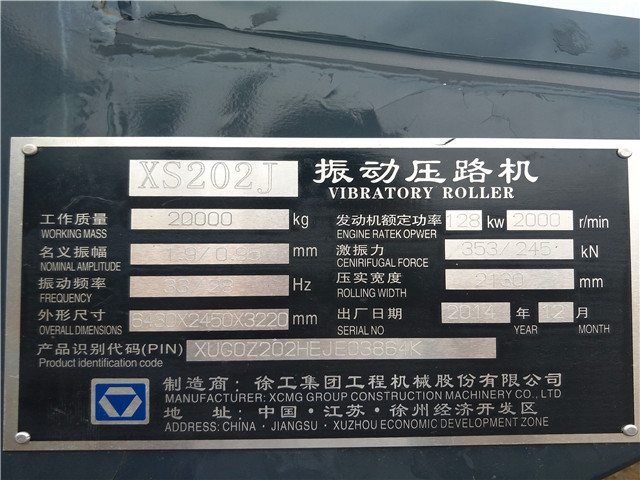 XS202J 振动压路机
VIBRATORY ROLLER
工作质量 20000 kg 发动机额定功率 128 kw 2000 r/min
WORKING MASS ENGINE RATEK OPWER
名义振幅 mm 激振力 353/245 kN
NOMINAL AMPLITUDE CENIRIFUGAL FORCE
振动频率 Hz 压实宽度 mm
FREQUENCY ROLLING WIDTH
外形尺寸 mm 出厂日期 2014 年 12 月
OVERALL DIMENSIONS SERIAL NO YEAR MONTH
产品识别代码(PIN)
Product identification code
制造商：徐工集团工程机械股份有限公司
MANUFACTURER: XCMG GROUP CONSTRUCTION MACHINERY CO., LTD
地 址：中国·江苏·徐州经济开发区
ADDRESS: CHINA · JIANGSU · XUZHOU ECONOMIC DEVELOPMENT ZONE